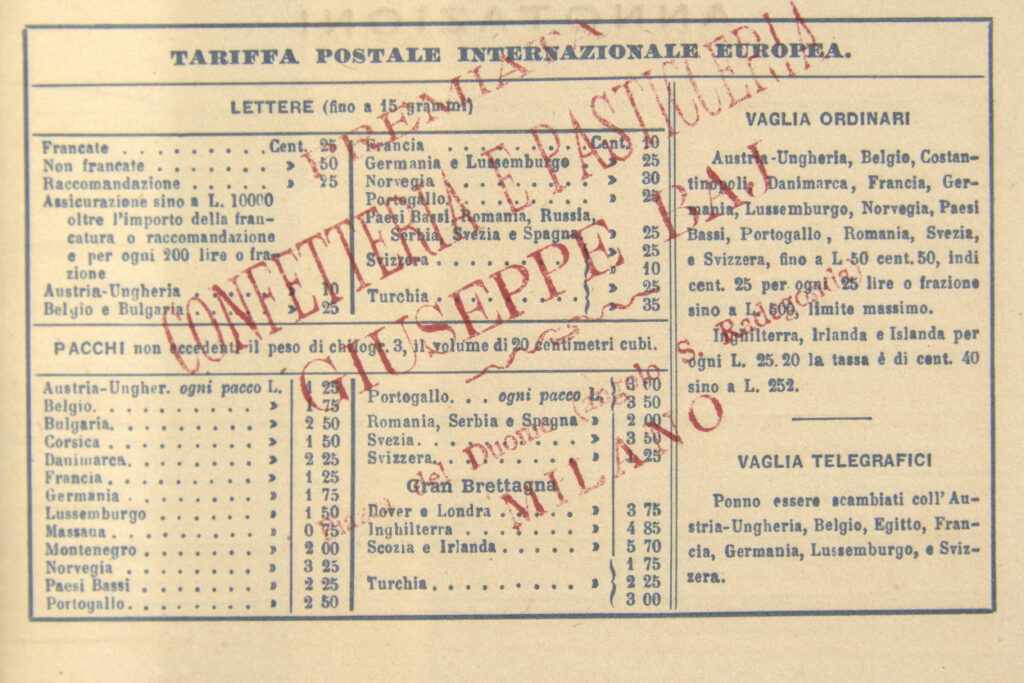 TARIFFA POSTALE INTERNAZIONALE EUROPEA.
LETTERE (fino a 15 grammi)
Francate . . . . . . . . . Cent. 25
Non francate . . . . . . . » 50
Raccomandazione . . . . . . » 25
Assicurazione sino a L. 10000
oltre l'importo della fran-
catura o raccomandazione
e per ogni 200 lire o fra-
zione
Austria-Ungheria . . . . . . » 10
Belgio e Bulgaria . . . . . . » 25
Francia . . . . . . . . . Cent. 10
Germania e Lussemburgo . » 25
Norvegia . . . . . . . . . » 30
Portogallo. . . . . . . . . » 25
Paesi Bassi, Romania, Russia,
Serbia, Svezia e Spagna. » 25
Svizzera . . . . . . . . . 25
10
Turchia . . . . . . . . . » 25
35
PACCHI non eccedenti il peso di chilogr. 3, il volume di 20 centimetri cubi.
Austria-Ungher. ogni pacco L. 1 25
Belgio. . . . . . . . . . » 1 75
Bulgaria. . . . . . . . . » 2 50
Corsica . . . . . . . . . » 1 50
Danimarca. . . . . . . . . » 2 25
Francia . . . . . . . . . » 1 25
Germania . . . . . . . . . » 1 75
Lussemburgo . . . . . . . » 1 50
Massaua . . . . . . . . . » 0 75
Montenegro . . . . . . . . » 2 00
Norvegia . . . . . . . . . » 3 25
Paesi Bassi . . . . . . . » 2 25
Portogallo. . . . . . . . » 2 50
Portogallo. . . ogni pacco L. 3 00
3 50
Romania, Serbia e Spagna » 2 00
Svezia . . . . . . . . . » 3 50
Svizzera. . . . . . . . . » 1 25
Gran Brettagna
Dover e Londra . . . . . . » 3 75
Inghilterra . . . . . . . » 4 85
Scozia e Irlanda . . . . . » 5 70
Turchia . . . . . . . . . » 1 75
2 25
3 00
VAGLIA ORDINARI
Austria-Ungheria, Belgio, Costan-
tinopoli, Danimarca, Francia, Ger-
mania, Lussemburgo, Norvegia, Paesi
Bassi, Portogallo, Romania, Svezia,
e Svizzera, fino a L. 50 cent. 50, indi
cent. 25 per ogni 25 lire o frazione
sino a L. 500, limite massimo.
Inghilterra, Irlanda e Islanda per
ogni L. 25.20 la tassa è di cent. 40
sino a L. 252.
VAGLIA TELEGRAFICI
Ponno essere scambiati coll'Au-
stria-Ungheria, Belgio, Egitto, Fran-
cia, Germania, Lussemburgo, e Sviz-
zera.
PREMIATA
CONFETTERIA E PASTICCERIA
GIUSEPPE BAJ
Piazza del Duomo (angolo S. Radegonda)
MILANO
ANNOTAZIONI